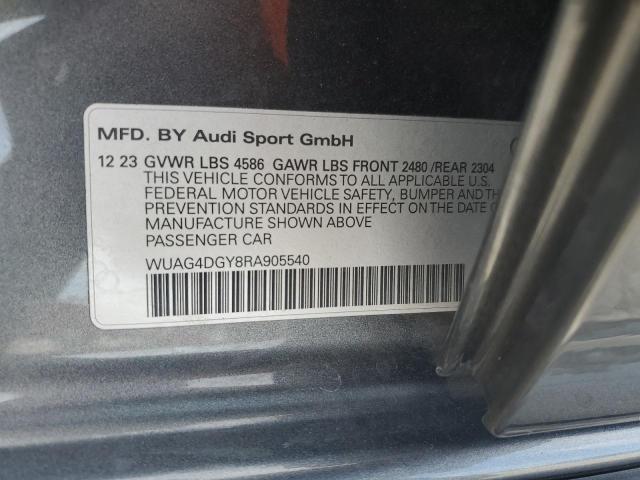 MFD. BY Audi Sport GmbH
12 23 GVWR LBS 4586 GAWR LBS FRONT 2480 /REAR 2304
THIS VEHICLE CONFORMS TO ALL APPLICABLE U.S.
FEDERAL MOTOR VEHICLE SAFETY, BUMPER AND
PREVENTION STANDARDS IN EFFECT ON THE DATE
MANUFACTURE SHOWN ABOVE
PASSENGER CAR
WUAG4DGY8RA905540